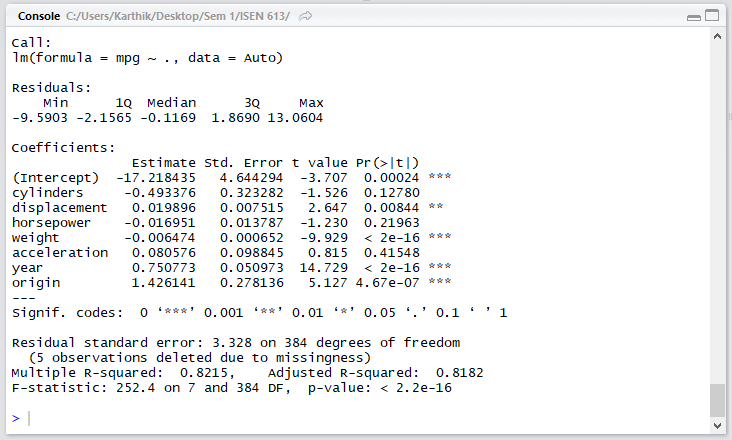 Console C:/Users/Karthik/Desktop/Sem 1/ISEN 613/
Call:
lm(formula = mpg ~ ., data = Auto)
Residuals:
    Min      1Q  Median      3Q     Max
-9.5903 -2.1565 -0.1169  1.8690 13.0604
Coefficients:
               Estimate Std. Error t value Pr(>|t|)
(Intercept)  -17.218435   4.644294  -3.707  0.00024 ***
cylinders     -0.493376   0.323282  -1.526  0.12780
displacement   0.019896   0.007515   2.647  0.00844 **
horsepower    -0.016951   0.013787  -1.230  0.21963
weight        -0.006474   0.000652  -9.929  < 2e-16 ***
acceleration   0.080576   0.098845   0.815  0.41548
year           0.750773   0.050973  14.729  < 2e-16 ***
origin         1.426141   0.278136   5.127 4.67e-07 ***
---
Signif. codes:  0 ‘***’ 0.001 ‘**’ 0.01 ‘*’ 0.05 ‘.’ 0.1 ‘ ’ 1
Residual standard error: 3.328 on 384 degrees of freedom
  (5 observations deleted due to missingness)
Multiple R-squared:  0.8215,    Adjusted R-squared:  0.8182
F-statistic: 252.4 on 7 and 384 DF,  p-value: < 2.2e-16
>